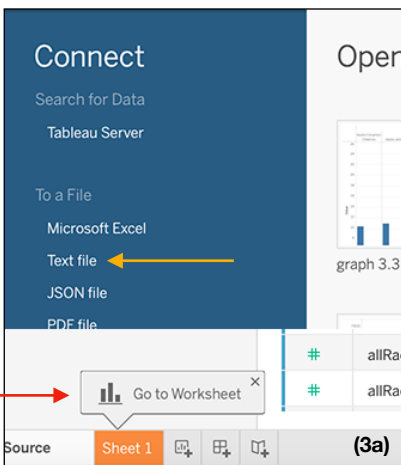 Connect
Open
Search for Data
Tableau Server
To a File
Microsoft Excel
Text file
graph 3.3
JSON file
PDF file
# allRa
# allRa
Go to Worksheet ×
Source Sheet 1 (3a)